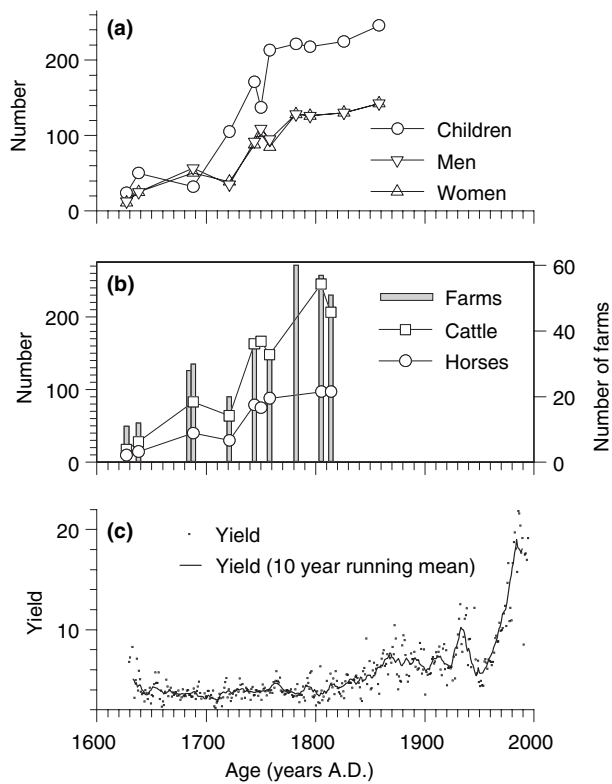 (a)
200
100
0
Number
Children
Men
Women
(b)
200
100
0
Number
60
40
20
0
Number of farms
Farms
Cattle
Horses
(c)
20
10
Yield
Yield
Yield (10 year running mean)
1600 1700 1800 1900 2000
Age (years A.D.)